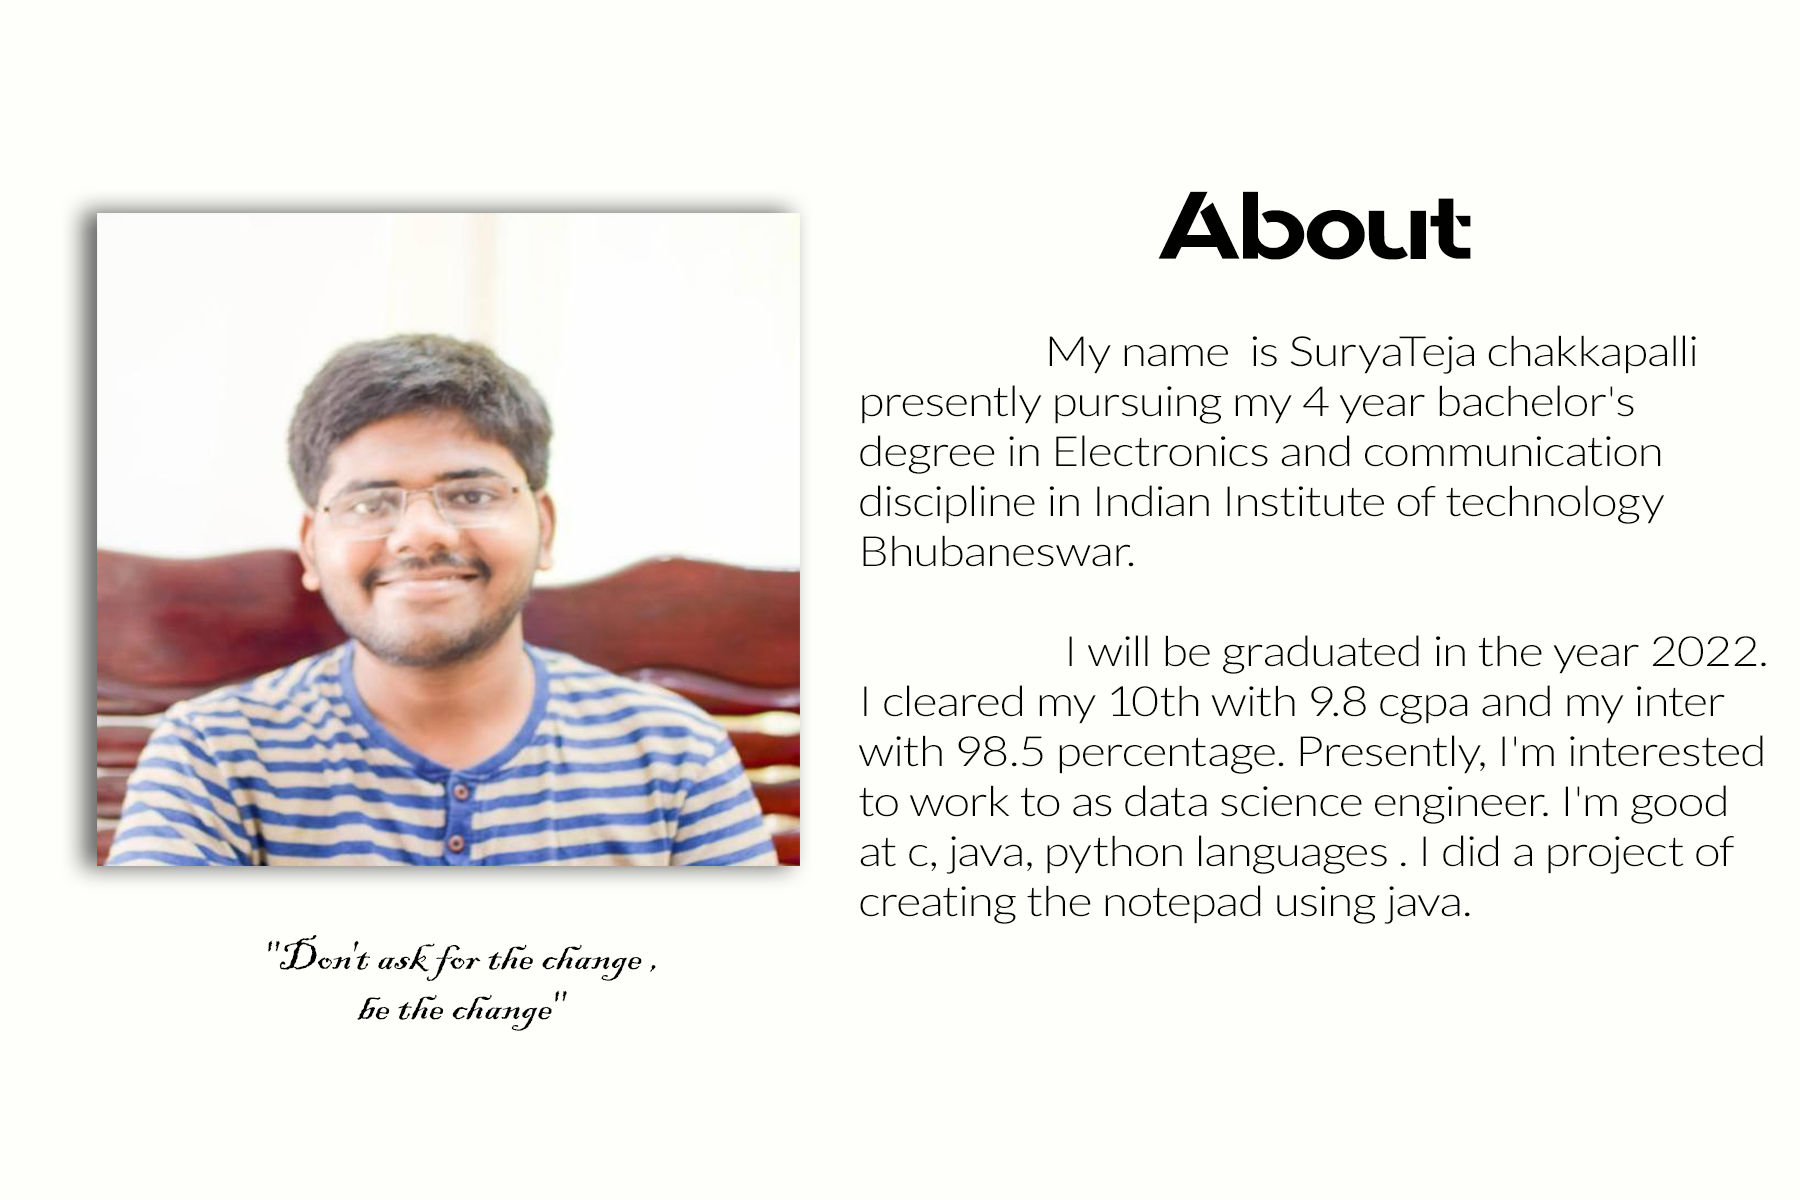 About
My name is SuryaTeja chakkapalli
presently pursuing my 4 year bachelor's
degree in Electronics and communication
discipline in Indian Institute of technology
Bhubaneswar.
I will be graduated in the year 2022.
I cleared my 10th with 9.8 cgpa and my inter
with 98.5 percentage. Presently, I'm interested
to work to as data science engineer. I'm good
at c, java, python languages . I did a project of
creating the notepad using java.
"Don't ask for the change ,
be the change"